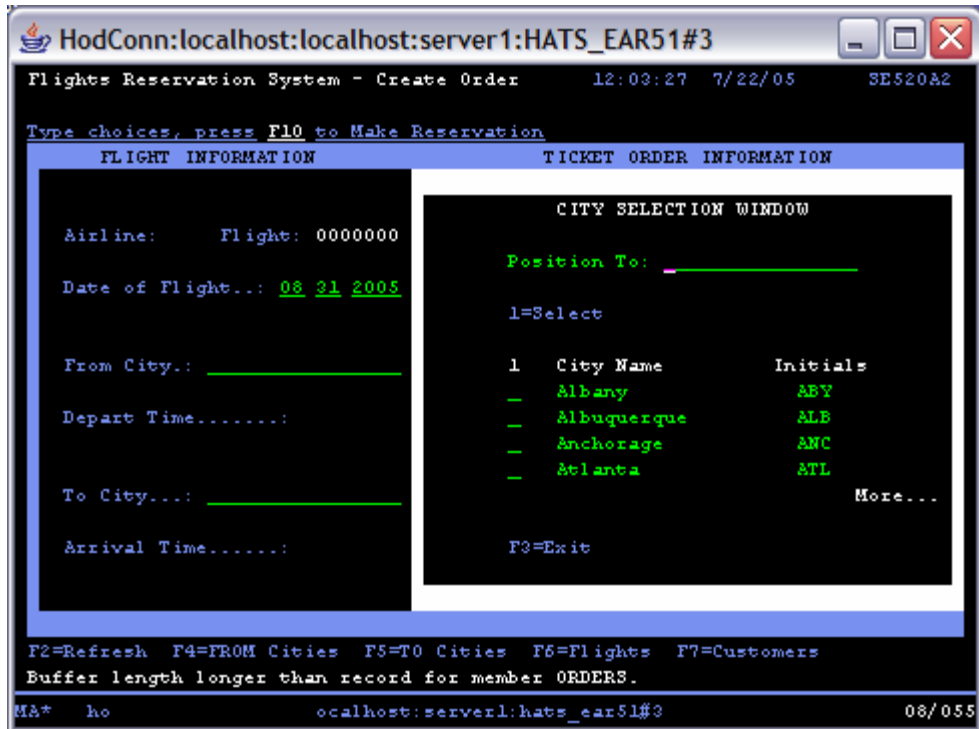 HodConn:localhost:localhost:server1:HATS_EAR51#3
Flights Reservation System - Create Order 12:03:27 7/22/05 SE520A2
Type choices, press F10 to Make Reservation
FLIGHT INFORMATION TICKET ORDER INFORMATION
CITY SELECTION WINDOW
Airline: Flight: 0000000
Position To:
Date of Flight..: 08 31 2005
1=Select
From City.: 1 City Name Initials
Albany ABY
Depart Time.......: Albuquerque ALB
Anchorage ANC
Atlanta ATL
To City...: More...
Arrival Time......: F3=Exit
F2=Refresh F4=FROM Cities F5=TO Cities F6=Flights F7=Customers
Buffer length longer than record for member ORDERS.
MA* ho ocalhost:server1:hats_ear51#3 08/055